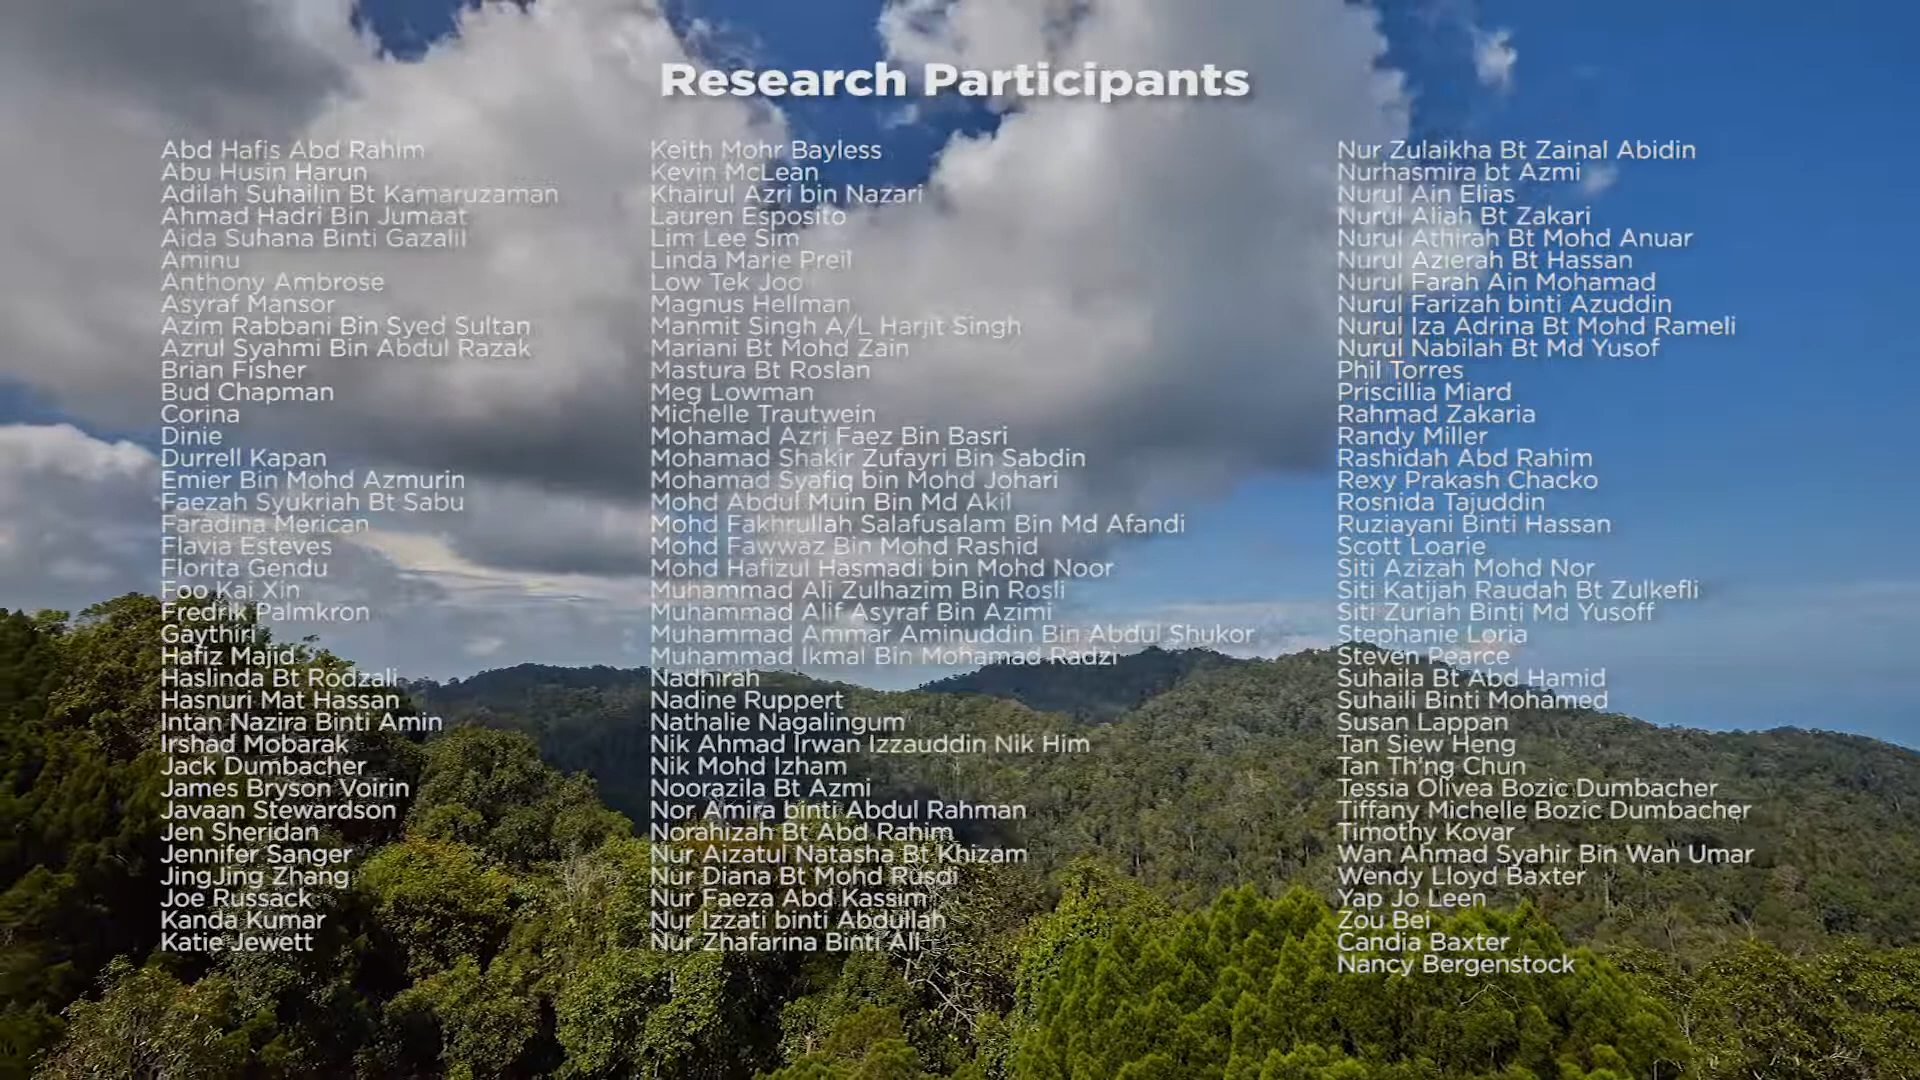 Research Participants
Abd Hafis Abd Rahim
Abu Husin Harun
Adilah Suhailin Bt Kamaruzaman
Ahmad Hadri Bin Jumaat
Aida Suhana Binti Gazalil
Aminu
Anthony Ambrose
Asyraf Mansor
Azim Rabbani Bin Syed Sultan
Azrul Syahmi Bin Abdul Razak
Brian Fisher
Bud Chapman
Corina
Dinie
Durrell Kapan
Emier Bin Mohd Azmurin
Faezah Syukriah Bt Sabu
Faradina Merican
Flavia Esteves
Florita Gendu
Foo Kai Xin
Fredrik Palmkron
Gaythiri
Hafiz Majid
Haslinda Bt Rodzali
Hasnuri Mat Hassan
Intan Nazira Binti Amin
Irshad Mobarak
Jack Dumbacher
James Bryson Voirin
Javaan Stewardson
Jen Sheridan
Jennifer Sanger
JingJing Zhang
Joe Russack
Kanda Kumar
Katie Jewett
Keith Mohr Bayless
Kevin McLean
Khairul Azri bin Nazari
Lauren Esposito
Lim Lee Sim
Linda Marie Preil
Low Tek Joo
Magnus Hellman
Manmit Singh A/L Harjit Singh
Mariani Bt Mohd Zain
Mastura Bt Roslan
Meg Lowman
Michelle Trautwein
Mohamad Azri Faez Bin Basri
Mohamad Shakir Zufayri Bin Sabdin
Mohamad Syafiq bin Mohd Johari
Mohd Abdul Muin Bin Md Akil
Mohd Fakhrullah Salafusalam Bin Md Afandi
Mohd Fawwaz Bin Mohd Rashid
Mohd Hafizul Hasmadi bin Mohd Noor
Muhammad Ali Zulhazim Bin Rosli
Muhammad Alif Asyraf Bin Azimi
Muhammad Ammar Aminuddin Bin Abdul Shukor
Muhammad Ikmal Bin Mohamad Radzi
Nadhirah
Nadine Ruppert
Nathalie Nagalingum
Nik Ahmad Irwan Izzauddin Nik Him
Nik Mohd Izham
Noorazila Bt Azmi
Nor Amira binti Abdul Rahman
Norahizah Bt Abd Rahim
Nur Aizatul Natasha Bt Khizam
Nur Diana Bt Mohd Rusdi
Nur Faeza Abd Kassim
Nur Izzati binti Abdullah
Nur Zhafarina Binti Ali
Nur Zulaikha Bt Zainal Abidin
Nurhasmira bt Azmi
Nurul Ain Elias
Nurul Aliah Bt Zakari
Nurul Athirah Bt Mohd Anuar
Nurul Azierah Bt Hassan
Nurul Farah Ain Mohamad
Nurul Farizah binti Azuddin
Nurul Iza Adrina Bt Mohd Rameli
Nurul Nabilah Bt Md Yusof
Phil Torres
Priscillia Miard
Rahmad Zakaria
Randy Miller
Rashidah Abd Rahim
Rexy Prakash Chacko
Rosnida Tajuddin
Ruziayani Binti Hassan
Scott Loarie
Siti Azizah Mohd Nor
Siti Katijah Raudah Bt Zulkefli
Siti Zuriah Binti Md Yusoff
Stephanie Loria
Steven Pearce
Suhaila Bt Abd Hamid
Suhaili Binti Mohamed
Susan Lappan
Tan Siew Heng
Tan Th'ng Chun
Tessia Olivea Bozic Dumbacher
Tiffany Michelle Bozic Dumbacher
Timothy Kovar
Wan Ahmad Syahir Bin Wan Umar
Wendy Lloyd Baxter
Yap Jo Leen
Zou Bei
Candia Baxter
Nancy Bergenstock